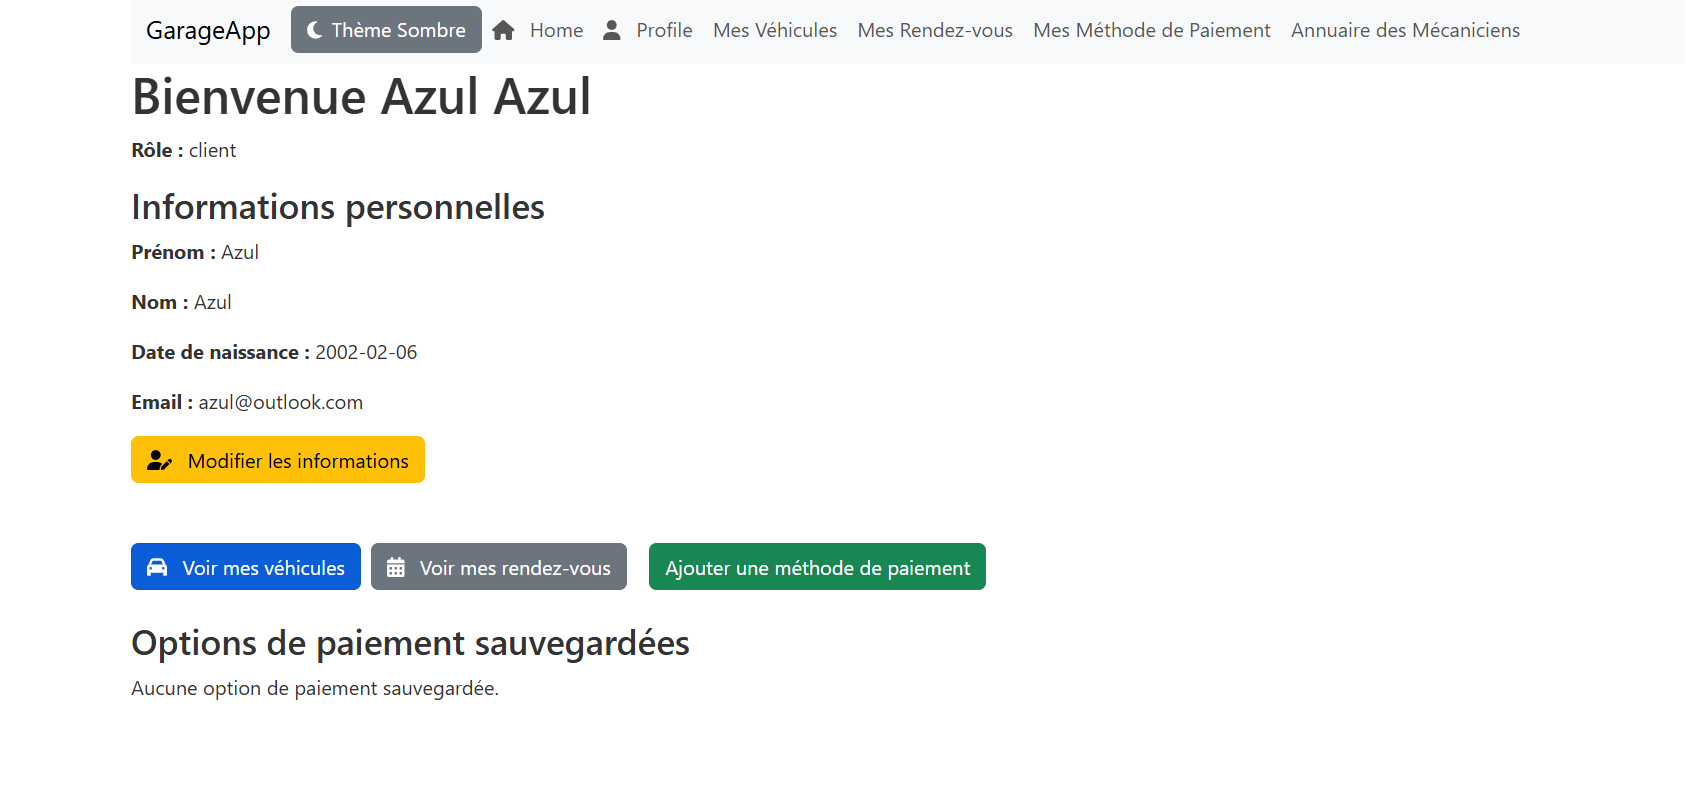 GarageApp Thème Sombre Home Profile Mes Véhicules Mes Rendez-vous Mes Méthode de Paiement Annuaire des Mécaniciens
Bienvenue Azul Azul
Rôle : client
Informations personnelles
Prénom : Azul
Nom : Azul
Date de naissance : 2002-02-06
Email : azul@outlook.com
Modifier les informations
Voir mes véhicules Voir mes rendez-vous Ajouter une méthode de paiement
Options de paiement sauvegardées
Aucune option de paiement sauvegardée.